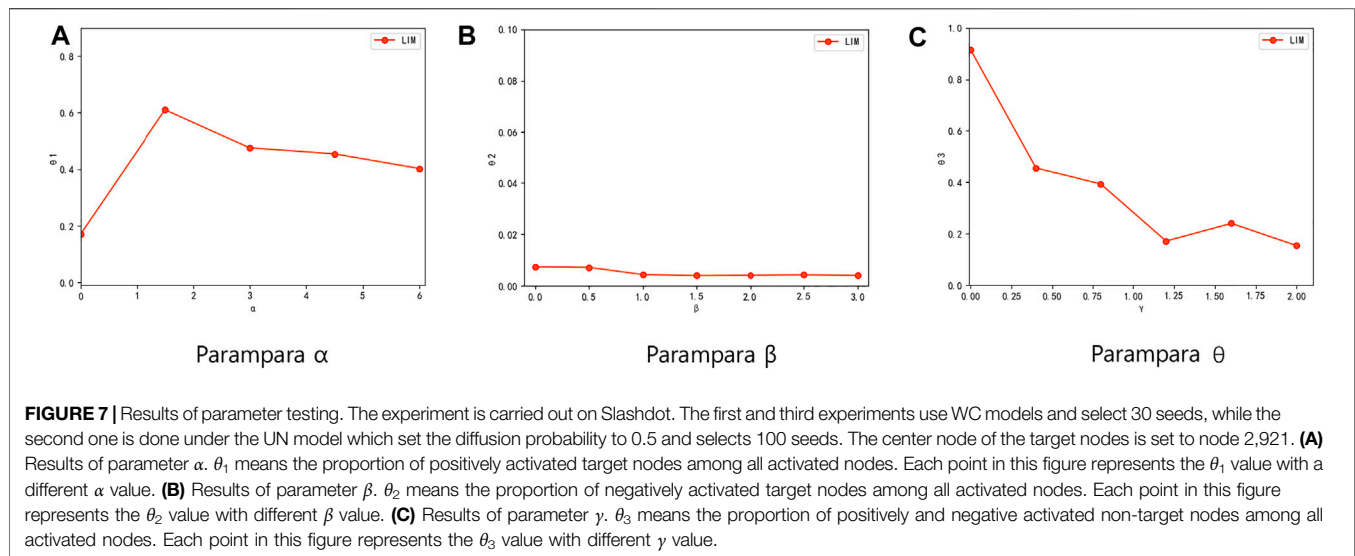 A
LIM
0.8
0.6
0.4
0.2
0.0
θ1
0 1 2 3 4 5 6
α
Parampara α
B
LIM
0.10
0.08
0.06
0.04
0.02
0.00
θ2
0.0 0.5 1.0 1.5 2.0 2.5 3.0
β
Parampara β
C
LIM
1.0
0.8
0.6
0.4
0.2
0.0
θ3
0.00 0.25 0.50 0.75 1.00 1.25 1.50 1.75 2.00
γ
Parampara θ
FIGURE 7 | Results of parameter testing. The experiment is carried out on Slashdot. The first and third experiments use WC models and select 30 seeds, while the
second one is done under the UN model which set the diffusion probability to 0.5 and selects 100 seeds. The center node of the target nodes is set to node 2,921. (A)
Results of parameter α. θ₁ means the proportion of positively activated target nodes among all activated nodes. Each point in this figure represents the θ₁ value with a
different α value. (B) Results of parameter β. θ₂ means the proportion of negatively activated target nodes among all activated nodes. Each point in this figure
represents the θ₂ value with different β value. (C) Results of parameter γ. θ₃ means the proportion of positively and negative activated non-target nodes among all
activated nodes. Each point in this figure represents the θ₃ value with different γ value.